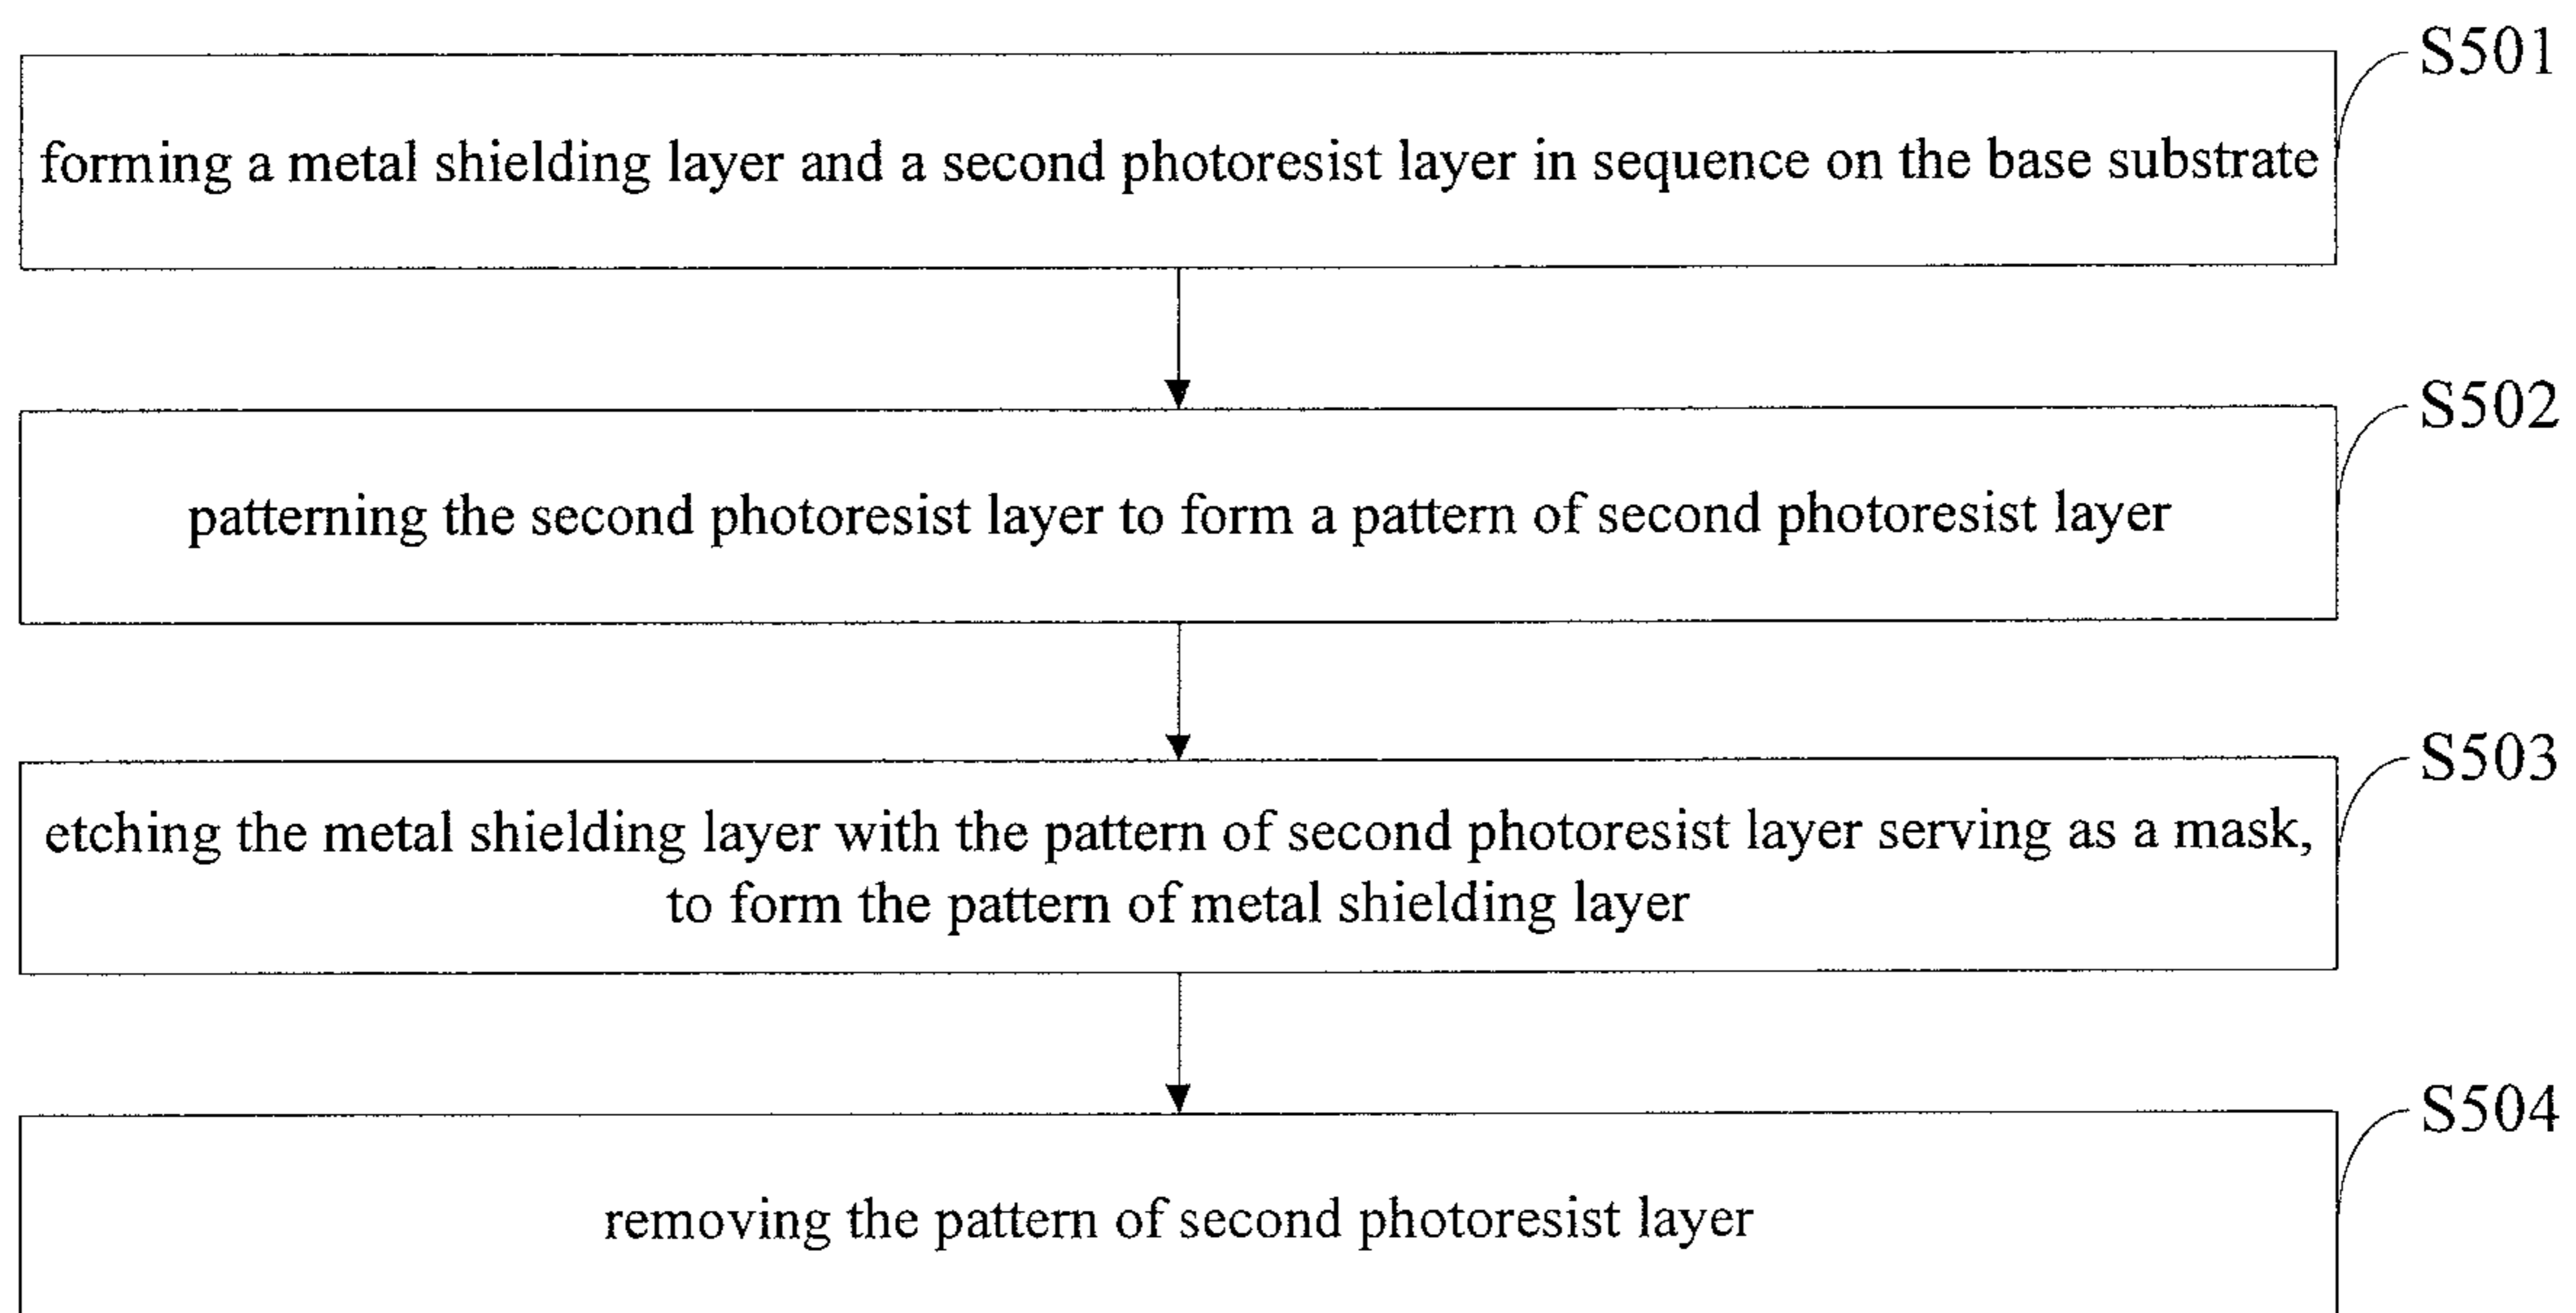 S501
forming a metal shielding layer and a second photoresist layer in sequence on the base substrate
S502
patterning the second photoresist layer to form a pattern of second photoresist layer
S503
etching the metal shielding layer with the pattern of second photoresist layer serving as a mask,
to form the pattern of metal shielding layer
S504
removing the pattern of second photoresist layer